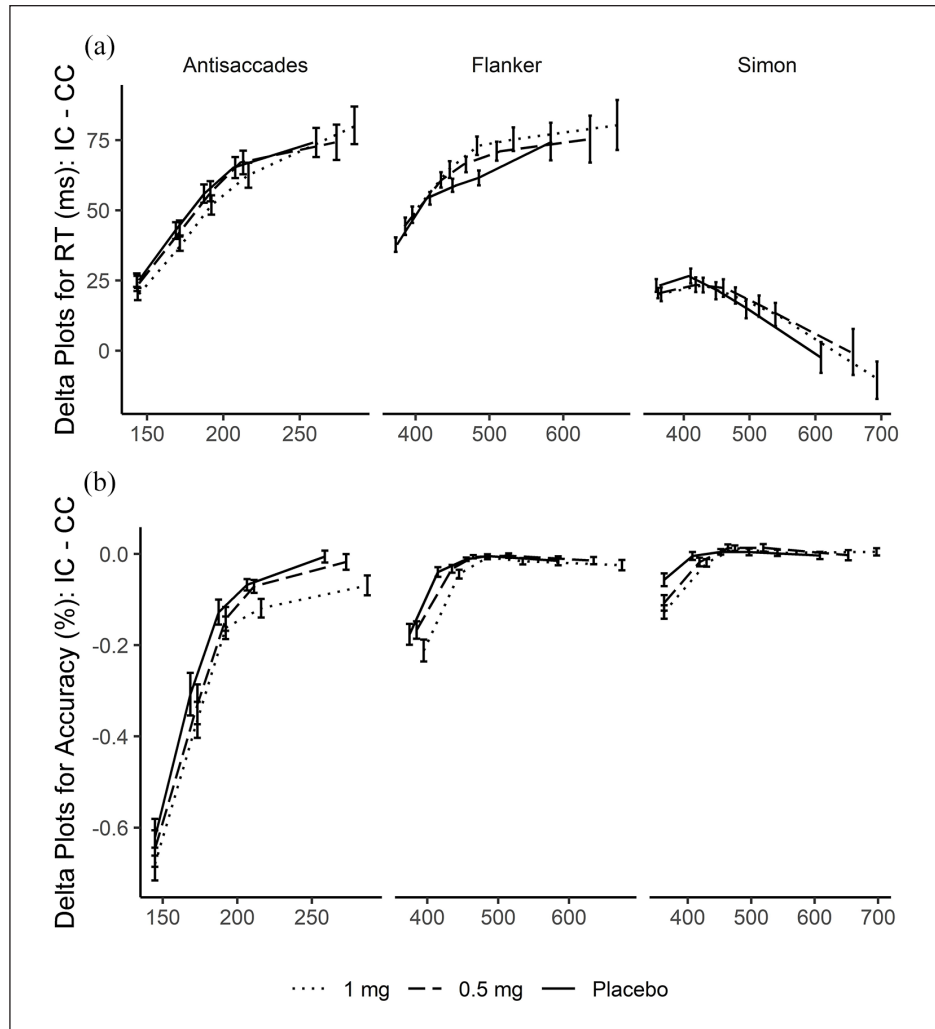 (a)
Antisaccades Flanker Simon
Delta Plots for RT (ms): IC - CC
75
50
25
0
150 200 250 400 500 600 400 500 600 700
(b)
Delta Plots for Accuracy (%): IC - CC
0.0
-0.2
-0.4
-0.6
150 200 250 400 500 600 400 500 600 700
1 mg 0.5 mg Placebo